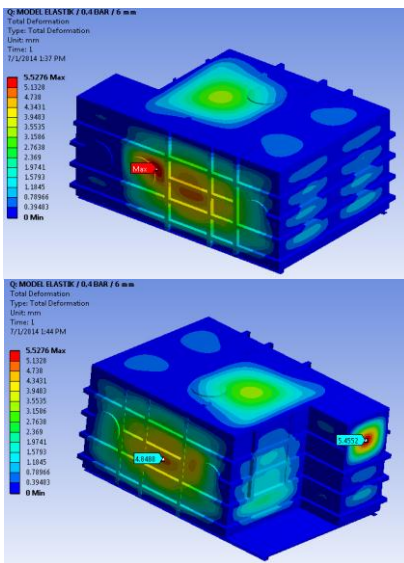 Q: MODEL ELASTIK / 0,4 BAR / 6 mm
Total Deformation
Type: Total Deformation
Unit: mm
Time: 1
7/1/2014 1:37 PM
5.5276 Max
5.1328
4.738
4.3431
3.9483
3.5535
3.1586
2.7638
2.369
1.9741
1.5793
1.1845
0.78966
0.39483
0 Min
Max
Q: MODEL ELASTIK / 0,4 BAR / 6 mm
Total Deformation
Type: Total Deformation
Unit: mm
Time: 1
7/1/2014 1:44 PM
5.5276 Max
5.1328
4.738
4.3431
3.9483
3.5535
3.1586
2.7638
2.369
1.9741
1.5793
1.1845
0.78966
0.39483
0 Min
5.4552
4.8488